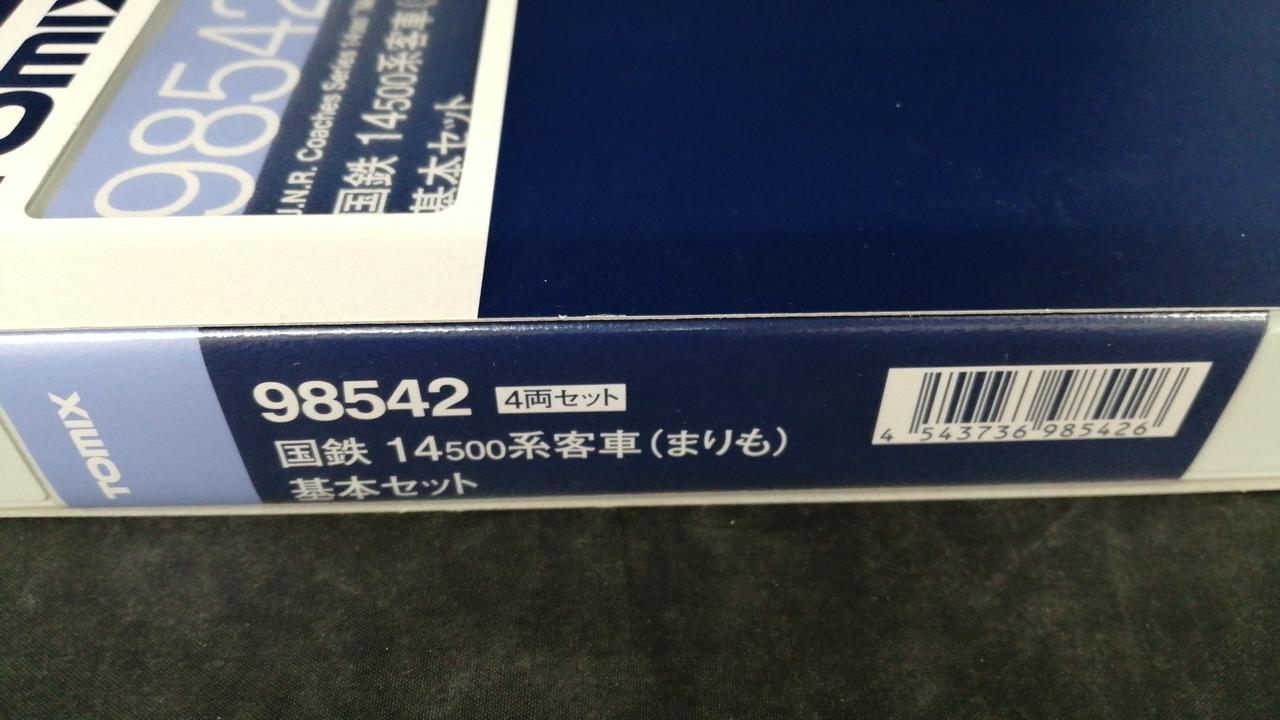 TOMIX
98542
J.N.R. Coaches Series 14
国鉄 14500系客車(
基本セット
TOMIX
98542 4両セット
国鉄 14500系客車(まりも)
基本セット
4 543736 985426